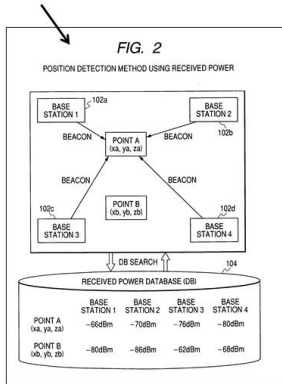 FIG. 2
POSITION DETECTION METHOD USING RECEIVED POWER
102a
BASE STATION 1
BASE STATION 2
102b
BEACON
BEACON
POINT A
(xa, ya, za)
BEACON
BEACON
POINT B
(xb, yb, zb)
102c
102d
BASE STATION 3
BASE STATION 4
DB SEARCH
104
RECEIVED POWER DATABASE (DB)
BASE STATION 1 BASE STATION 2 BASE STATION 3 BASE STATION 4
POINT A (xa, ya, za) -66dBm -70dBm -76dBm -80dBm
POINT B (xb, yb, zb) -80dBm -86dBm -62dBm -68dBm